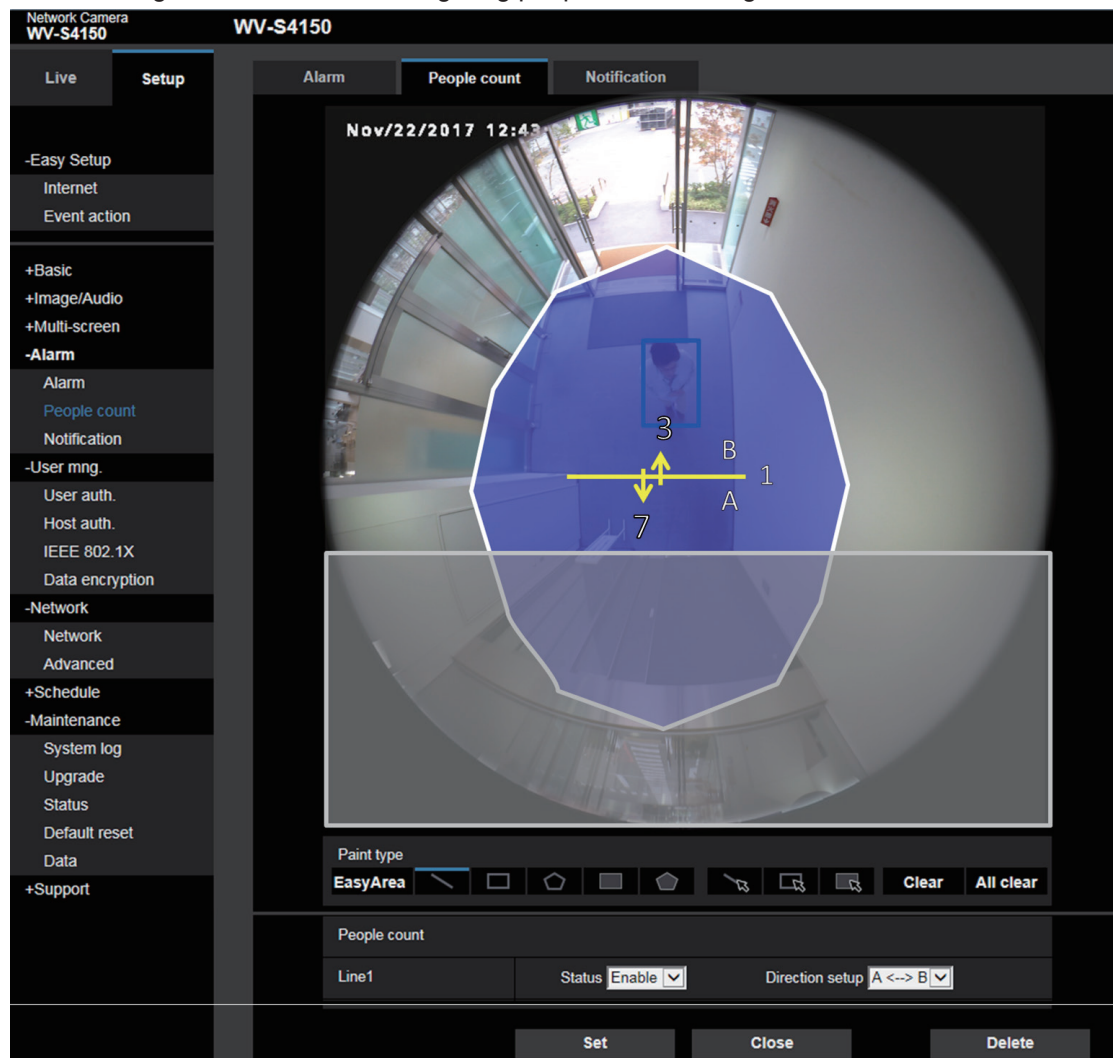 Network Camera
WV-S4150
WV-S4150
Live
Setup
Alarm
People count
Notification
Nov/22/2017 12:43
-Easy Setup
Internet
Event action
+Basic
+Image/Audio
+Multi-screen
-Alarm
Alarm
People count
Notification
-User mng.
User auth.
Host auth.
IEEE 802.1X
Data encryption
-Network
Network
Advanced
+Schedule
-Maintenance
System log
Upgrade
Status
Default reset
Data
+Support
3
B
1
A
7
Paint type
EasyArea
Clear
All clear
People count
Line1
Status Enable
Direction setup A <--> B
Set
Close
Delete